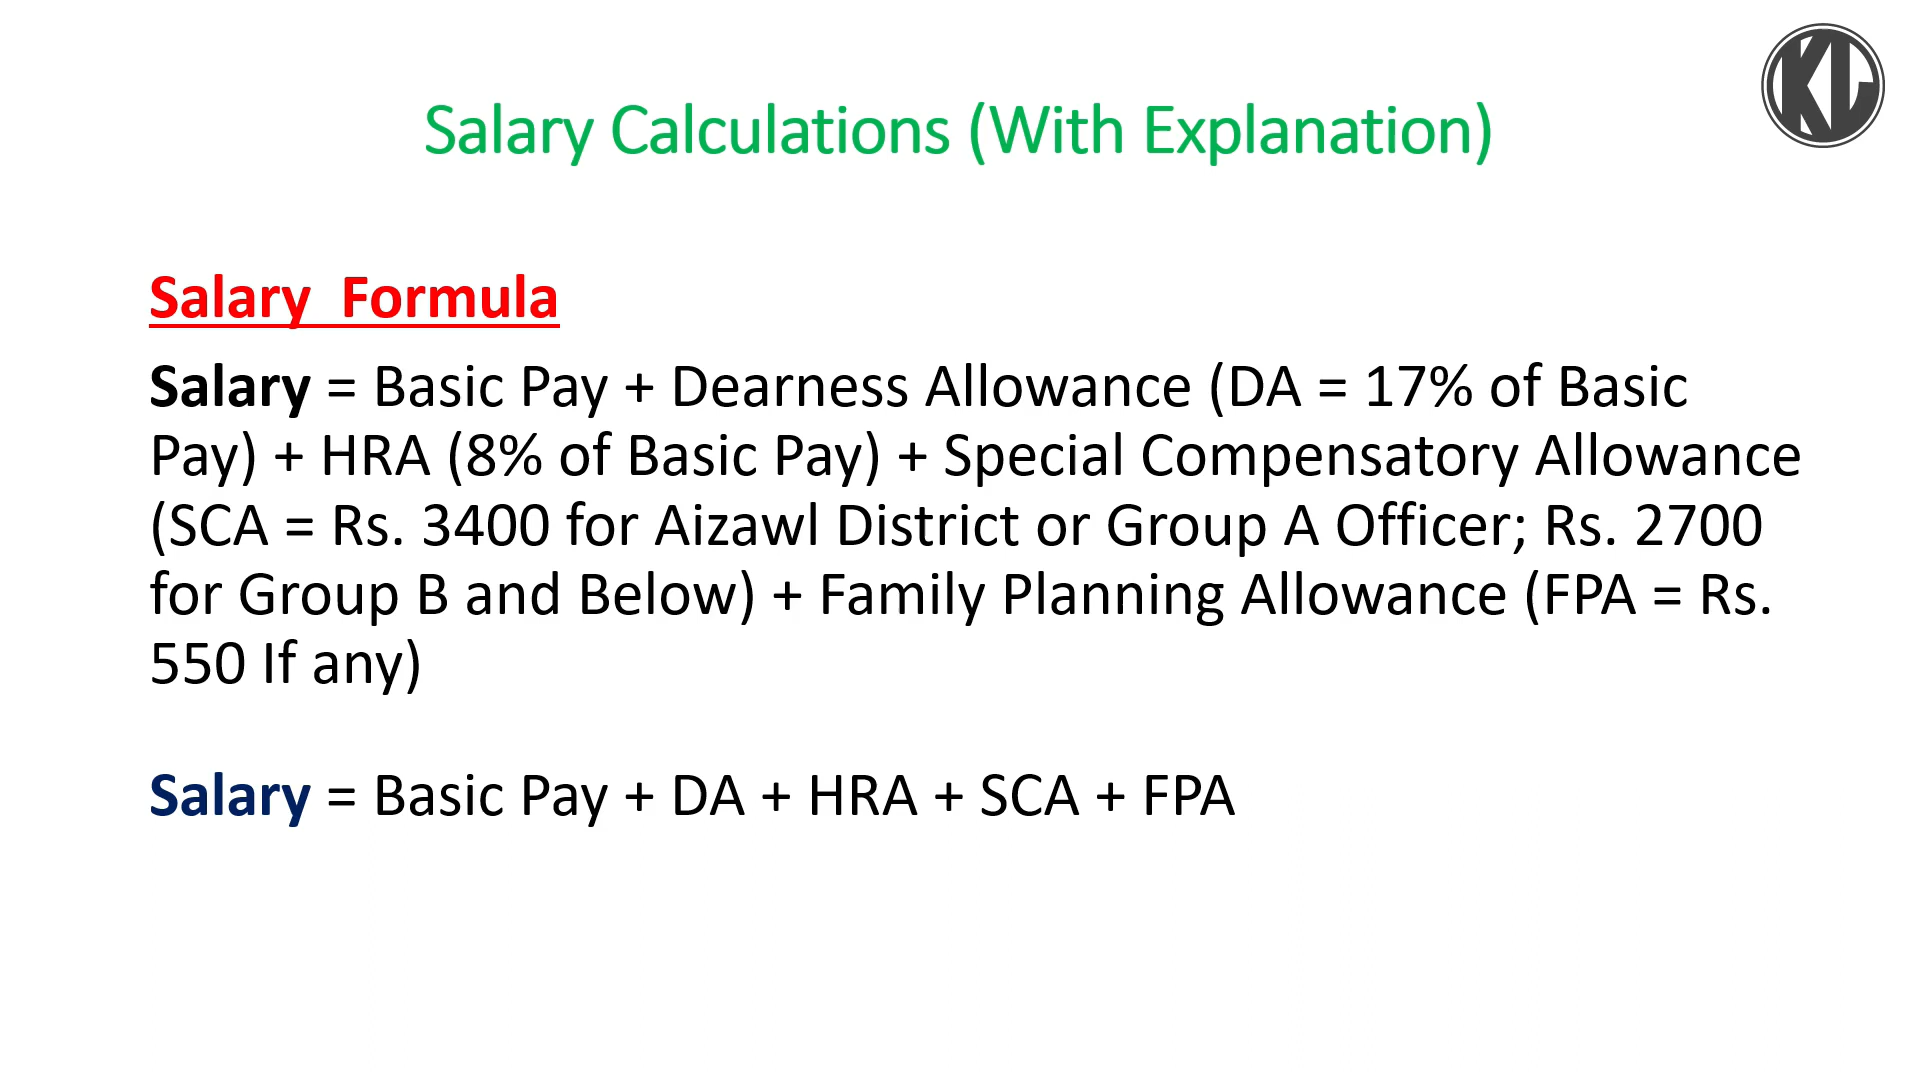 KL
Salary Calculations (With Explanation)
Salary Formula
Salary = Basic Pay + Dearness Allowance (DA = 17% of Basic
Pay) + HRA (8% of Basic Pay) + Special Compensatory Allowance
(SCA = Rs. 3400 for Aizawl District or Group A Officer; Rs. 2700
for Group B and Below) + Family Planning Allowance (FPA = Rs.
550 If any)
Salary = Basic Pay + DA + HRA + SCA + FPA